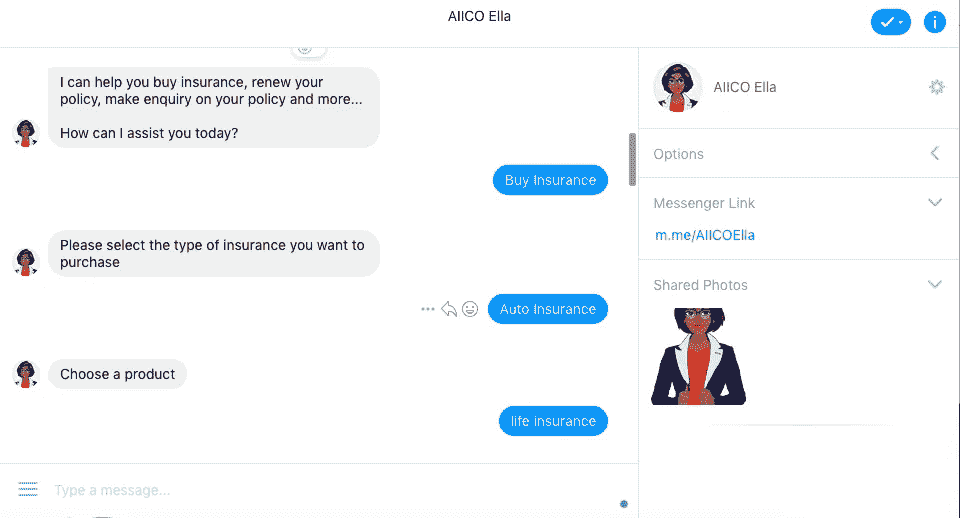 AIICO Ella
I can help you buy insurance, renew your
policy, make enquiry on your policy and more...
How can I assist you today?
Buy Insurance
Please select the type of insurance you want to
purchase
Auto Insurance
Choose a product
life insurance
Type a message...
AIICO Ella
Options
Messenger Link
m.me/AIICOElla
Shared Photos